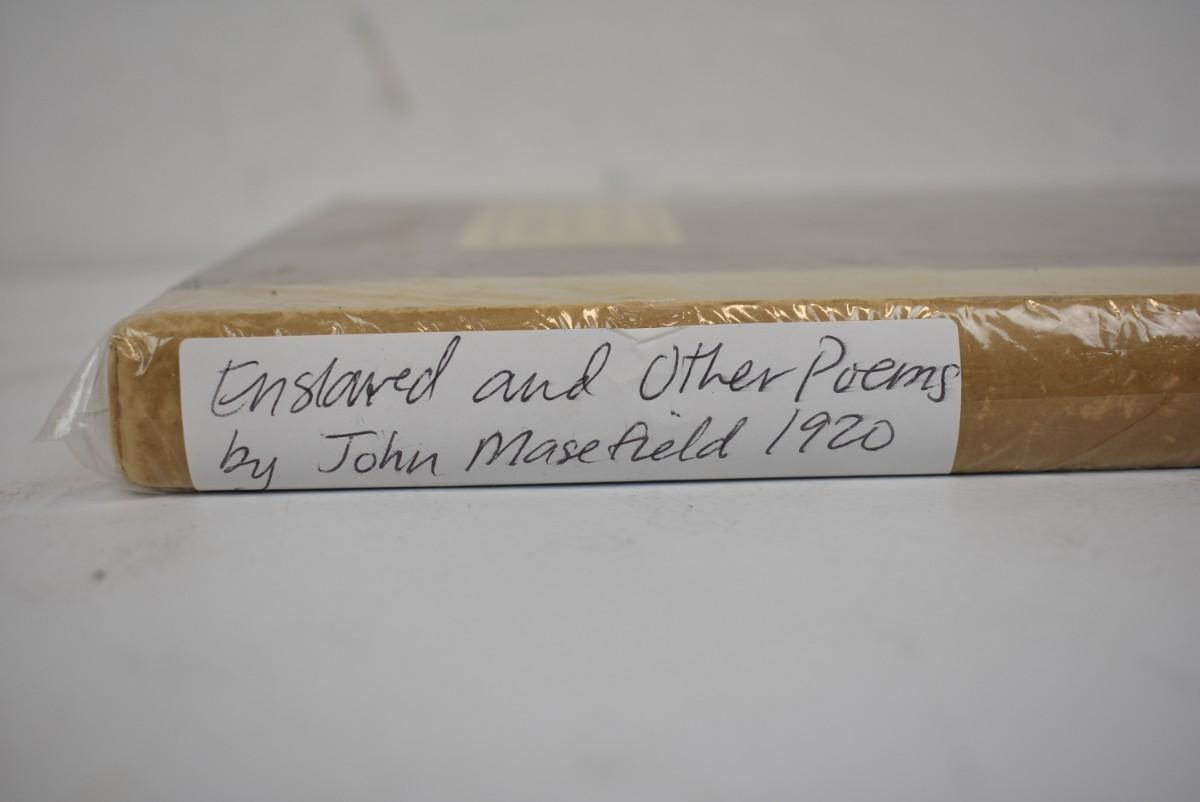 Enslaved and Other Poems
by John Masefield 1920